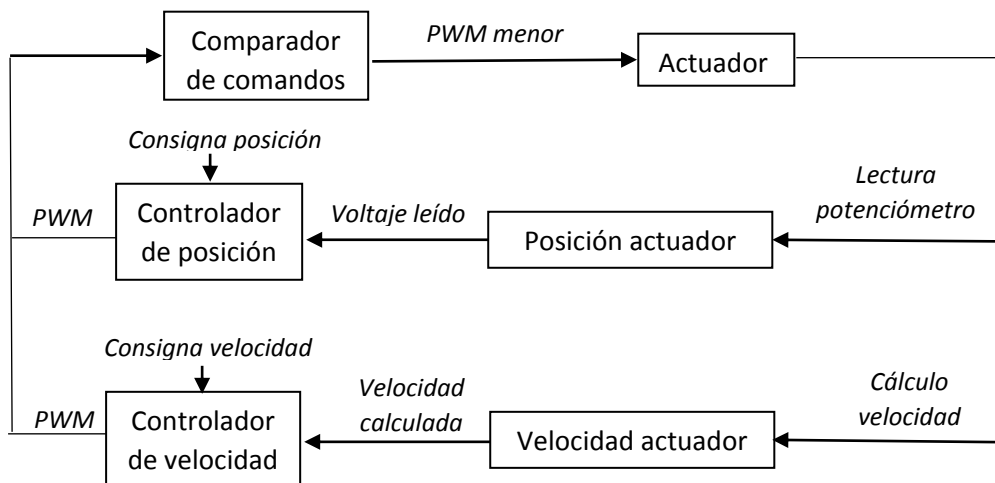 Comparador
de comandos
PWM menor
Actuador
Consigna posición
PWM
Controlador
de posición
Voltaje leído
Posición actuador
Lectura
potenciómetro
Consigna velocidad
PWM
Controlador
de velocidad
Velocidad
calculada
Velocidad actuador
Cálculo
velocidad